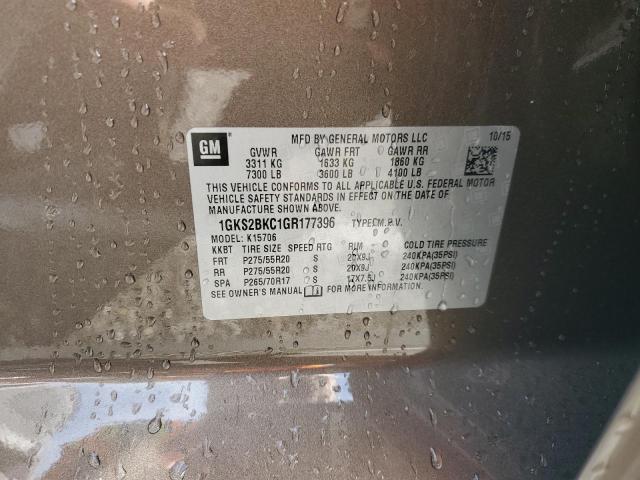 GM
MFD BY GENERAL MOTORS LLC 10/15
GVWR GAWR FRT GAWR RR
3311 KG 1633 KG 1860 KG
7300 LB 3600 LB 4100 LB
THIS VEHICLE CONFORMS TO ALL APPLICABLE U.S. FEDERAL MOTOR
VEHICLE SAFETY STANDARDS IN EFFECT ON THE DATE OF
MANUFACTURE SHOWN ABOVE.
1GKS2BKC1GR177396 TYPE: M.P.V.
MODEL: K15706
KKBT TIRE SIZE SPEED RTG RIM COLD TIRE PRESSURE
FRT P275/55R20 S 20X9J 240KPA(35PSI)
RR P275/55R20 S 20X9J 240KPA(35PSI)
SPA P265/70R17 S 17X7.5J 240KPA(35PSI)
SEE OWNER'S MANUAL FOR MORE INFORMATION.